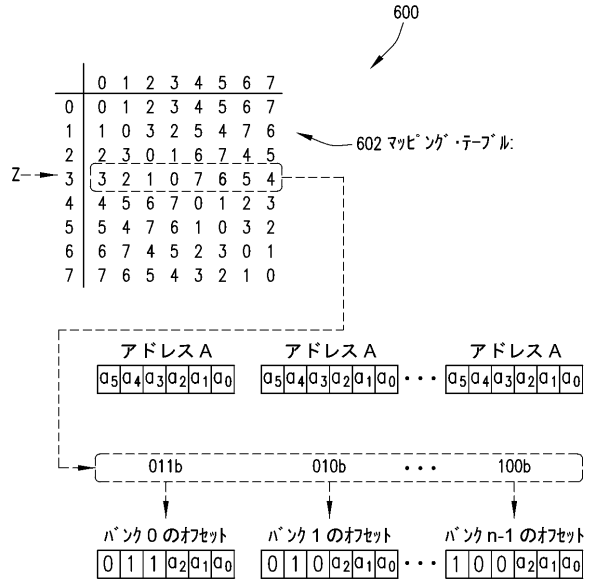 600
0 1 2 3 4 5 6 7
0 0 1 2 3 4 5 6 7
602 マッピング・テーブル:
1 1 0 3 2 5 4 7 6
2 2 3 0 1 6 7 4 5
Z 3 3 2 1 0 7 6 5 4
4 4 5 6 7 0 1 2 3
5 5 4 7 6 1 0 3 2
6 6 7 4 5 2 3 0 1
7 7 6 5 4 3 2 1 0
アドレス A アドレス A アドレス A
a5 a4 a3 a2 a1 a0 a5 a4 a3 a2 a1 a0 ・・・ a5 a4 a3 a2 a1 a0
011b 010b ・・・ 100b
バンク 0 のオフセット バンク 1 のオフセット バンク n-1 のオフセット
0 1 1 a2 a1 a0 0 1 0 a2 a1 a0 ・・・ 1 0 0 a2 a1 a0